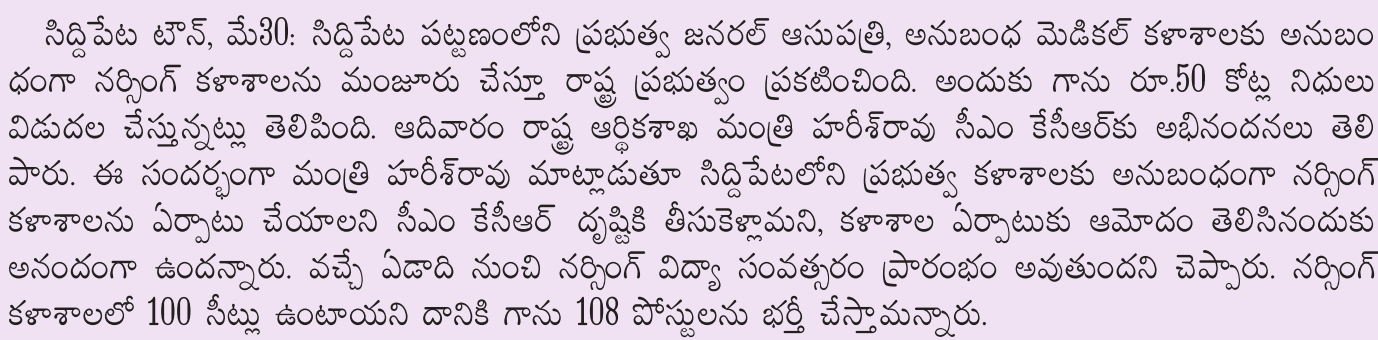 సిద్దిపేట టౌన్, మే30: సిద్దిపేట పట్టణంలోని ప్రభుత్వ జనరల్ ఆసుపత్రి, అనుబంధ మెడికల్ కళాశాలకు అనుబం
ధంగా నర్సింగ్ కళాశాలను మంజూరు చేస్తూ రాష్ట్ర ప్రభుత్వం ప్రకటించింది. అందుకు గాను రూ.50 కోట్ల నిధులు
విడుదల చేస్తున్నట్లు తెలిపింది. ఆదివారం రాష్ట్ర ఆర్థికశాఖ మంత్రి హరీశ్‌రావు సీఎం కేసీఆర్‌కు అభినందనలు తెలి
పారు. ఈ సందర్భంగా మంత్రి హరీశ్‌రావు మాట్లాడుతూ సిద్దిపేటలోని ప్రభుత్వ కళాశాలకు అనుబంధంగా నర్సింగ్
కళాశాలను ఏర్పాటు చేయాలని సీఎం కేసీఆర్ దృష్టికి తీసుకెళ్లామని, కళాశాల ఏర్పాటుకు ఆమోదం తెలిసినందుకు
అనందంగా ఉందన్నారు. వచ్చే ఏడాది నుంచి నర్సింగ్ విద్యా సంవత్సరం ప్రారంభం అవుతుందని చెప్పారు. నర్సింగ్
కళాశాలలో 100 సీట్లు ఉంటాయని దానికి గాను 108 పోస్టులను భర్తీ చేస్తామన్నారు.